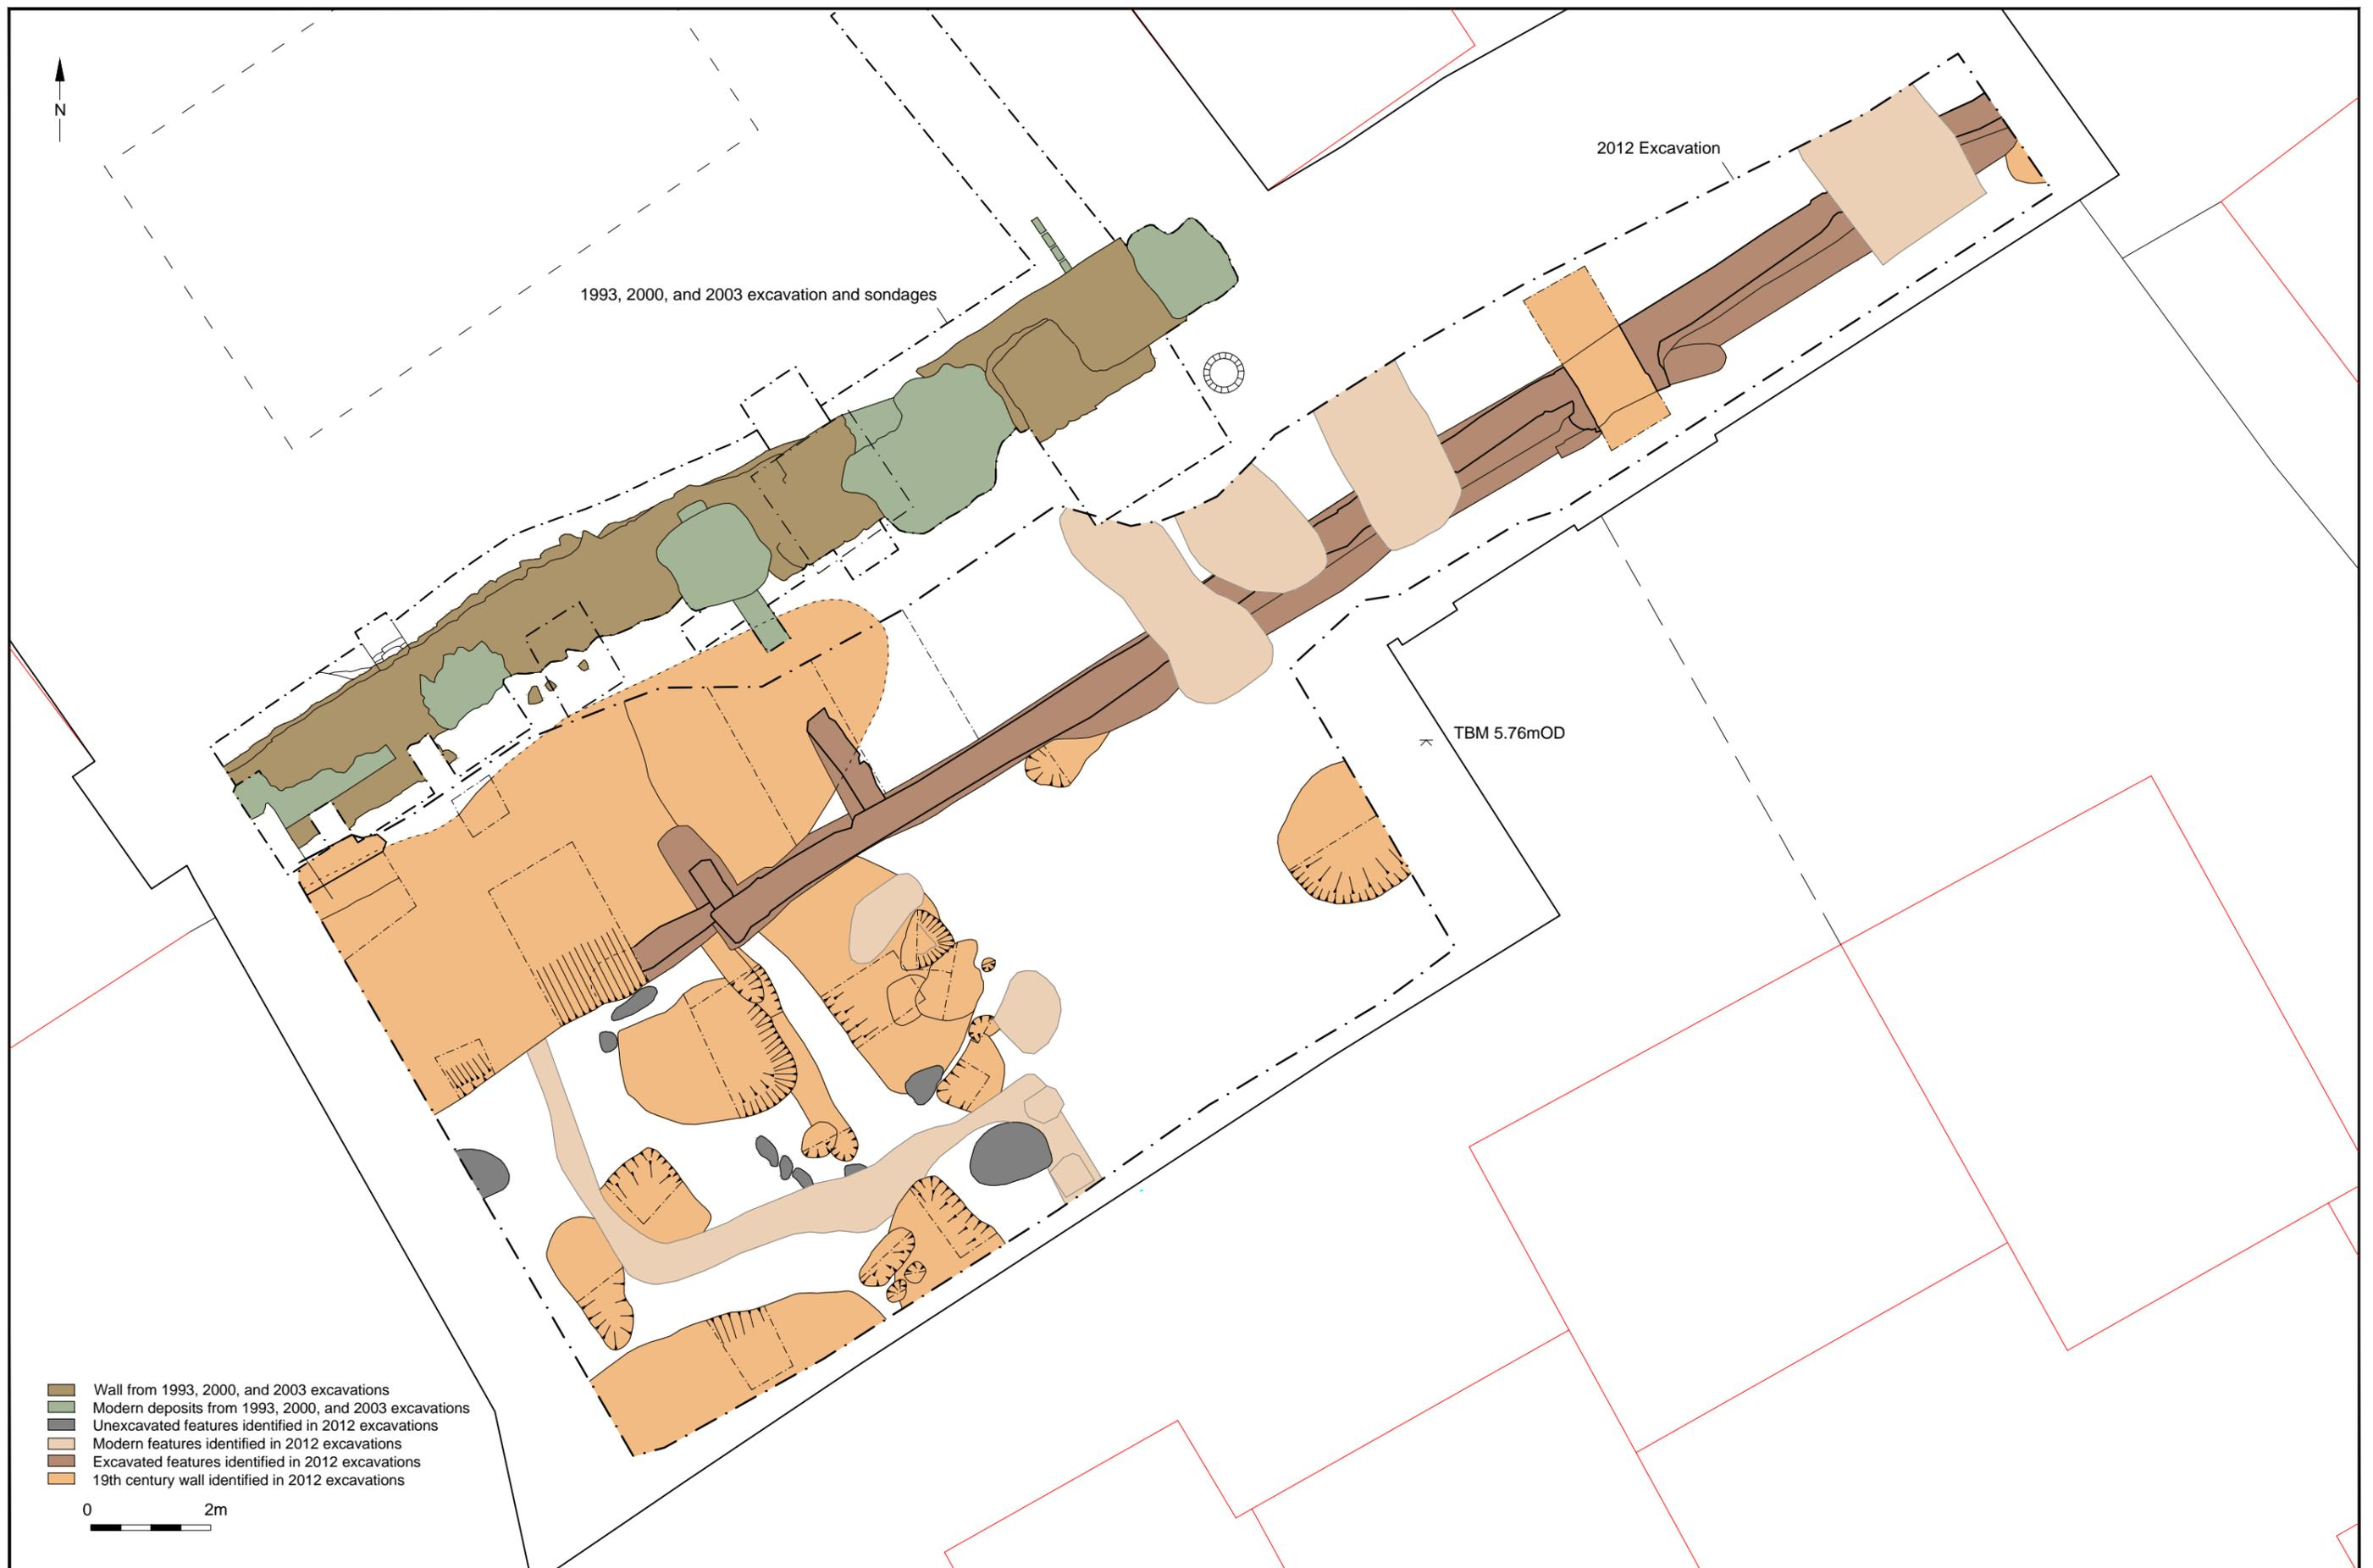 N
2012 Excavation
1993, 2000, and 2003 excavation and sondages
TBM 5.76mOD
Wall from 1993, 2000, and 2003 excavations
Modern deposits from 1993, 2000, and 2003 excavations
Unexcavated features identified in 2012 excavations
Modern features identified in 2012 excavations
Excavated features identified in 2012 excavations
19th century wall identified in 2012 excavations
0 2m